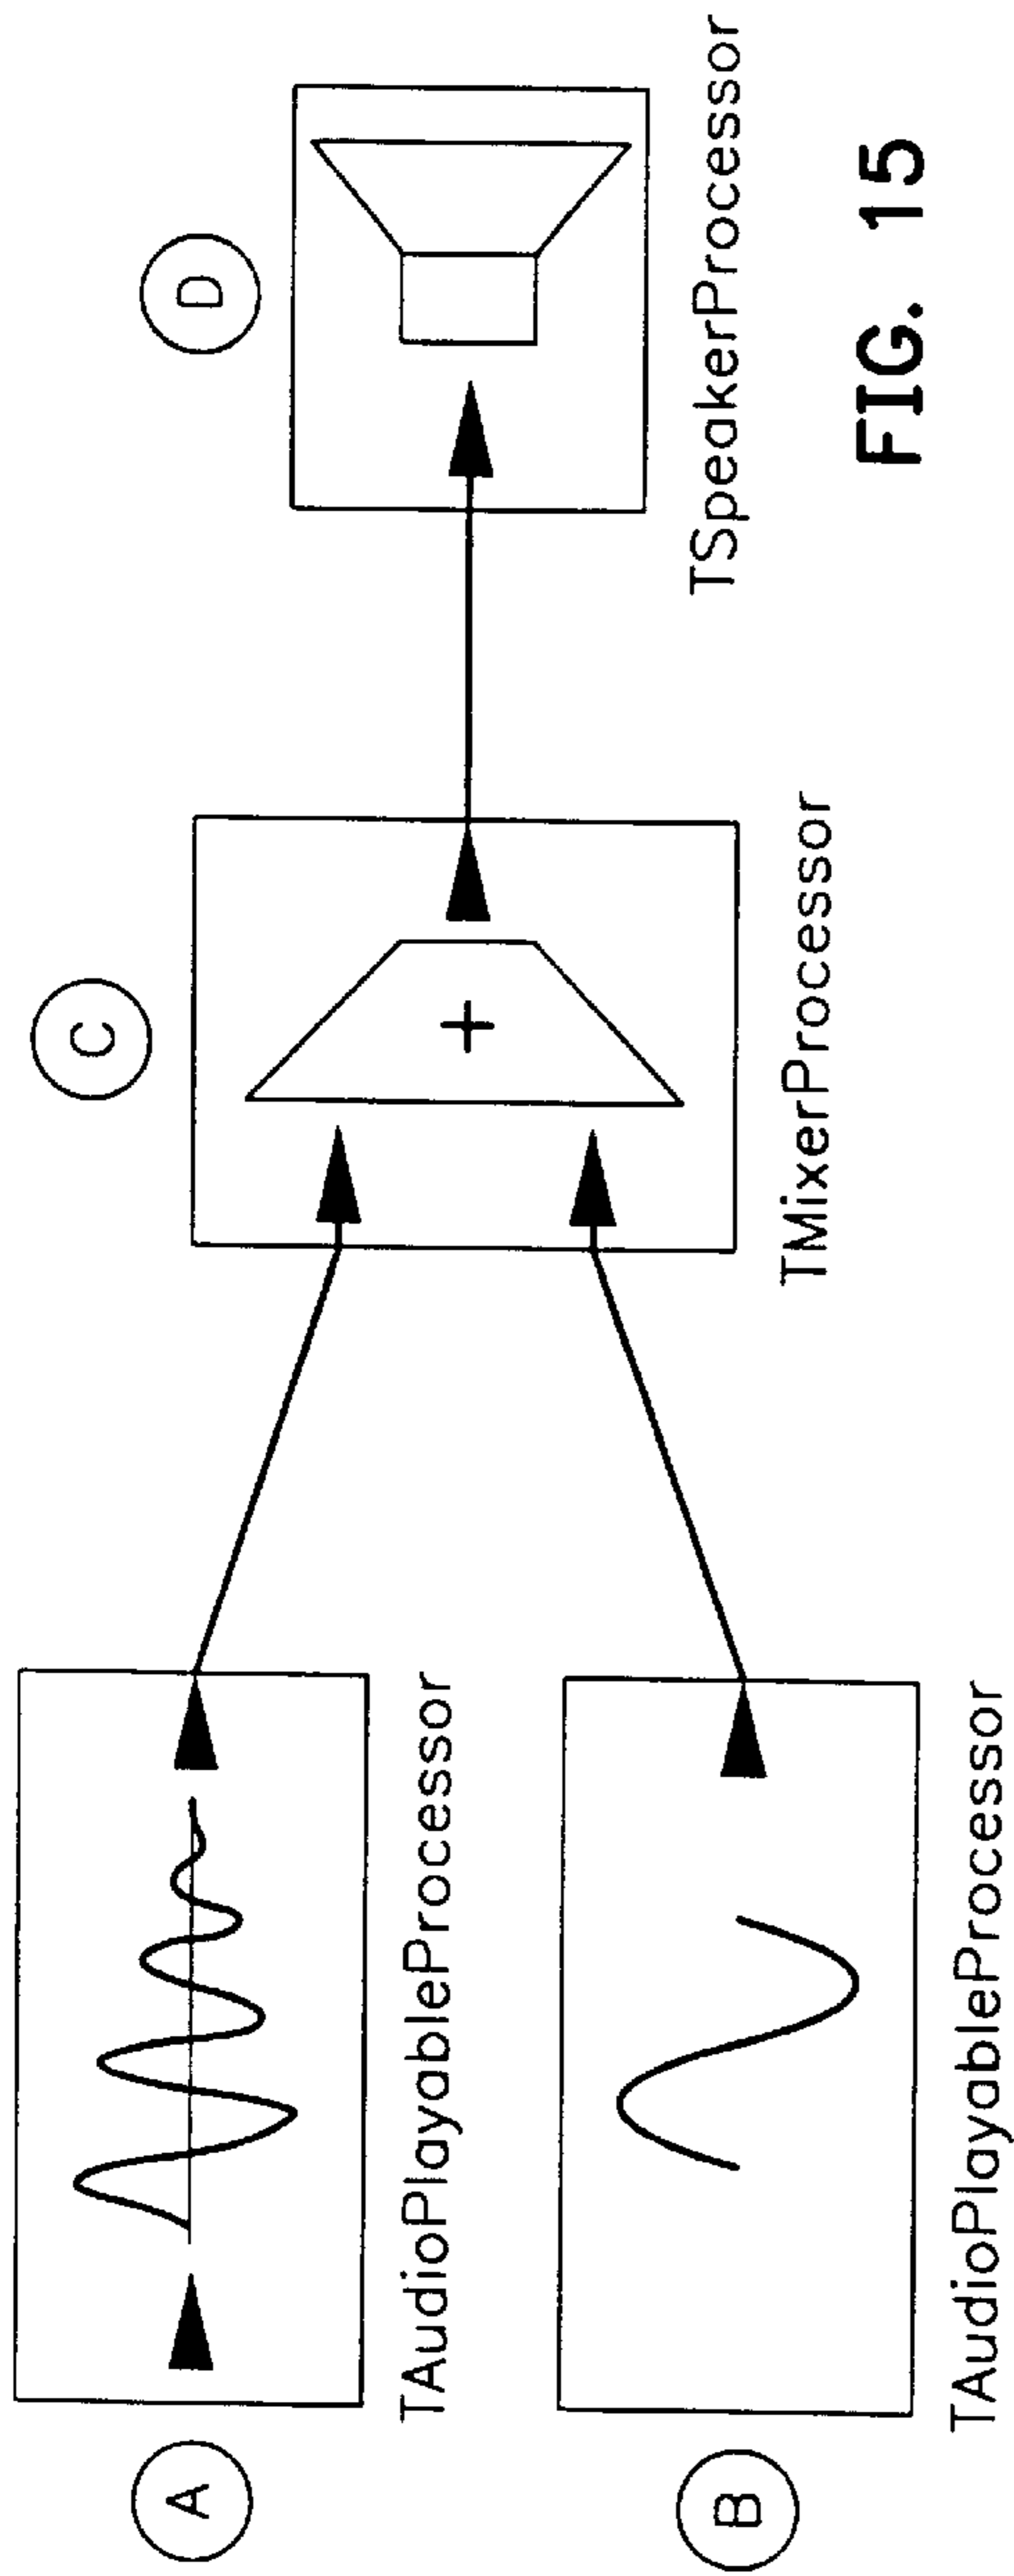 A
TAudioPlayableProcessor
B
TAudioPlayableProcessor
C
+
TMixerProcessor
D
TSpeakerProcessor
FIG. 15